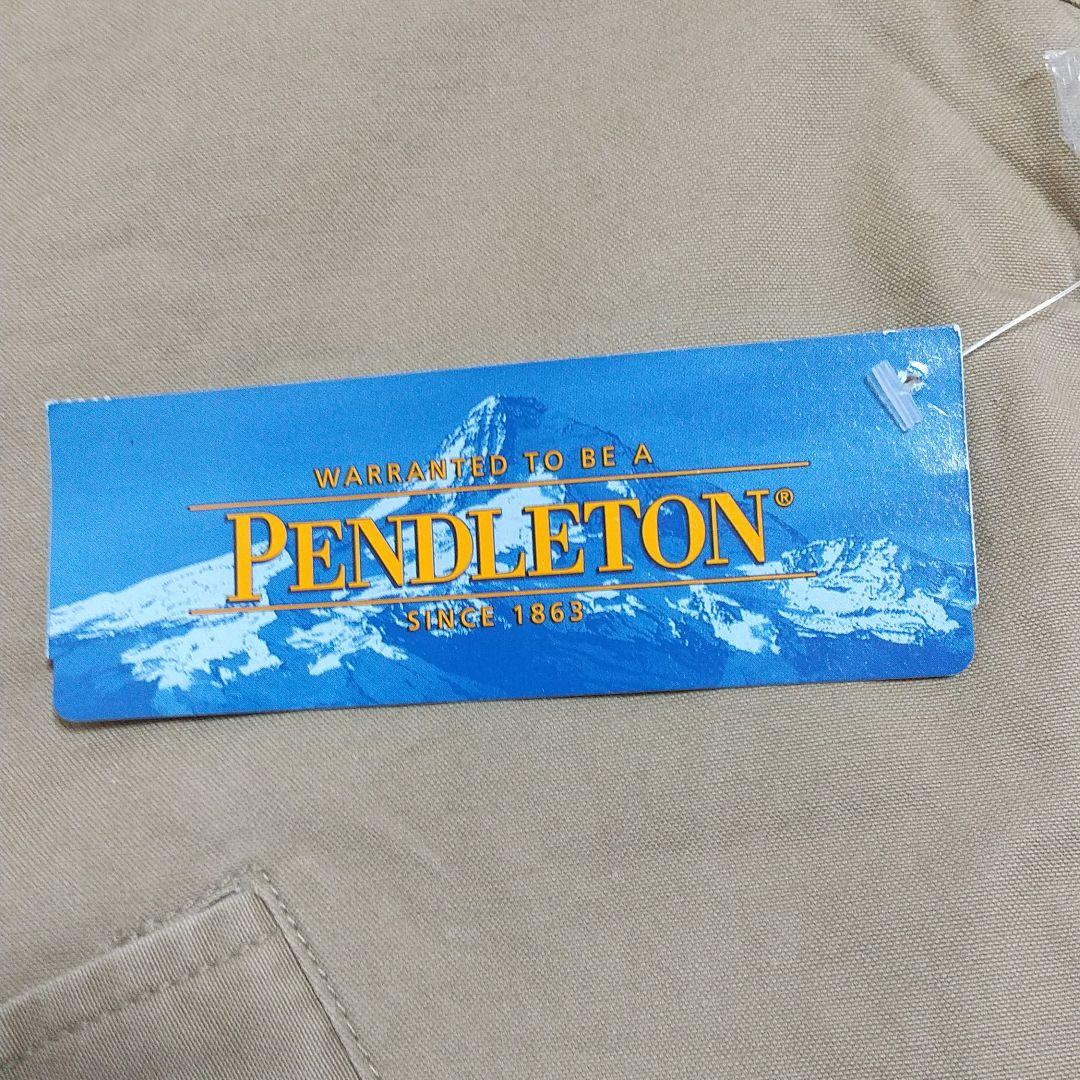 WARRANTED TO BE A
PENDLETON®
SINCE 1863